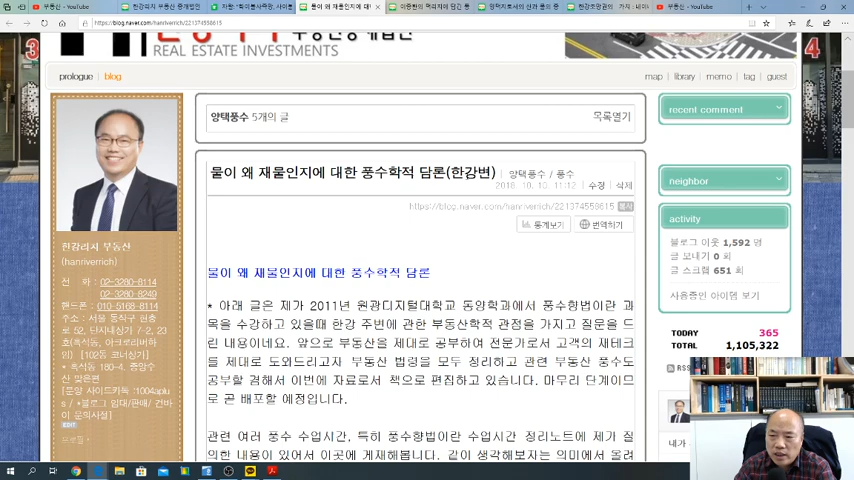 부동산 - YouTube
한강리치 부동산 중개법인
https://blog.naver.com/hanriverrich/221374558615
REAL ESTATE INVESTMENTS
prologue | blog
map | library | memo | tag | guest
한강리치 부동산
(hanriverrich)
전 화 : 02-3280-8114
02-3280-8249
핸드폰 : 010-5168-8114
EDIT
프로필
양택풍수 5개의 글
목록열기
물이 왜 재물인지에 대한 풍수학적 담론(한강변) | 양택풍수 / 풍수
2018. 10. 10. 11:12 | 수정 | 삭제
https://blog.naver.com/hanriverrich/221374558615
통계보기
번역하기
물이 왜 재물인지에 대한 풍수학적 담론
* 아래 글은 제가 2011년 원광디지털대학교 동양학과에서 풍수향법이란 과
목을 수강하고 있을때 한강 주변에 관한 부동산학적 관점을 가지고 질문을 드
린 내용이네요. 앞으로 부동산을 제대로 공부하여 전문가로서 고객의 재테크
를 제대로 도와드리고자 부동산 법령을 모두 정리하고 관련 부동산 풍수도
공부할 겸해서 이번에 자료로서 책으로 편집하고 있습니다. 마무리 단계이므
로 곧 배포할 예정입니다.
관련 여러 풍수 수업시간, 특히 풍수향법이란 수업시간 정리노트에 제가 질
의한 내용이 있어서 이곳에 게재해봅니다. 같이 생각해보자는 의미에서 올려
recent comment
neighbor
activity
블로그 이웃 1,592 명
글 보내기 0 회
글 스크랩 651 회
사용중인 아이템 보기
TODAY 365
TOTAL 1,105,322
RSS
내가